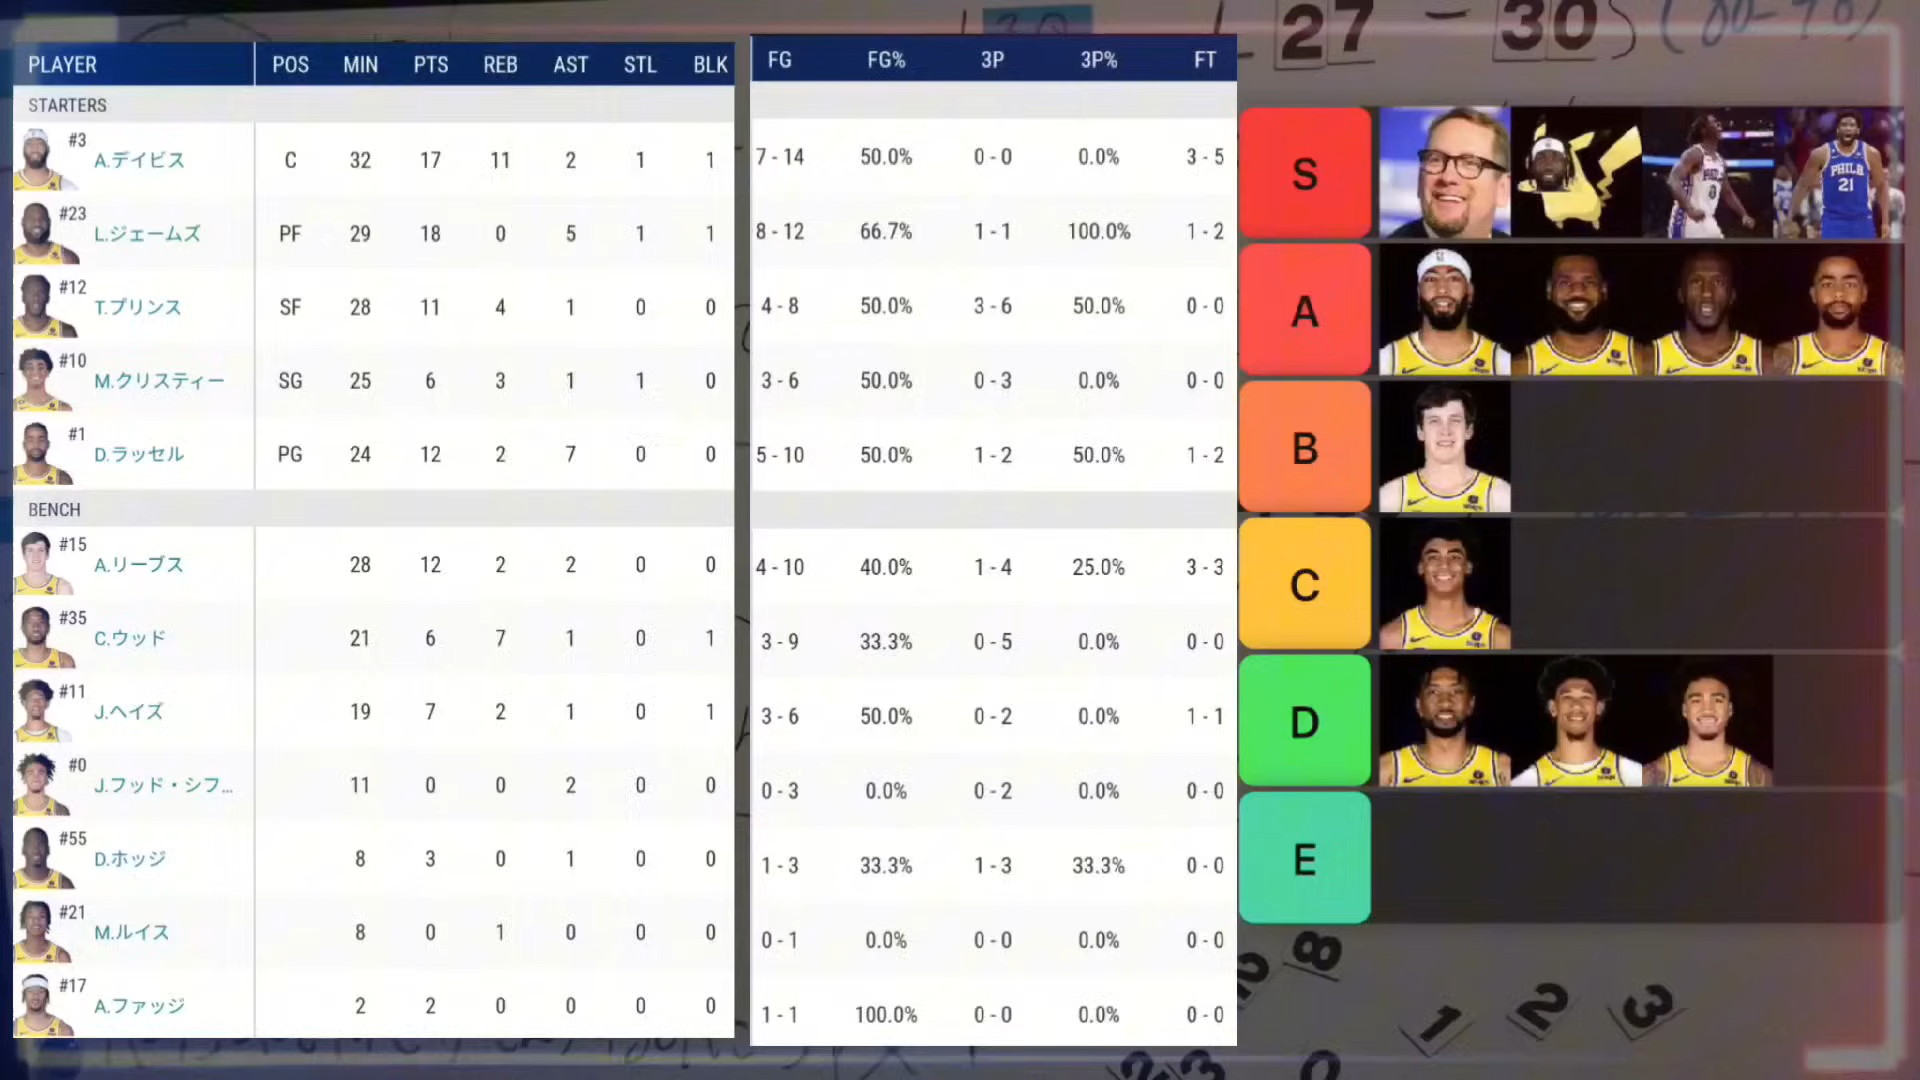 PLAYER POS MIN PTS REB AST STL BLK FG FG% 3P 3P% FT
STARTERS
#3 A.デイビス C 32 17 11 2 1 1 7 - 14 50.0% 0 - 0 0.0% 3 - 5
#23 L.ジェームズ PF 29 18 0 5 1 1 8 - 12 66.7% 1 - 1 100.0% 1 - 2
#12 T.プリンス SF 28 11 4 1 0 0 4 - 8 50.0% 3 - 6 50.0% 0 - 0
#10 M.クリスティー SG 25 6 3 1 1 0 3 - 6 50.0% 0 - 3 0.0% 0 - 0
#1 D.ラッセル PG 24 12 2 7 0 0 5 - 10 50.0% 1 - 2 50.0% 1 - 2
BENCH
#15 A.リーブス 28 12 2 2 0 0 4 - 10 40.0% 1 - 4 25.0% 3 - 3
#35 C.ウッド 21 6 7 1 0 1 3 - 9 33.3% 0 - 5 0.0% 0 - 0
#11 J.ヘイズ 19 7 2 1 0 1 3 - 6 50.0% 0 - 2 0.0% 1 - 1
#0 J.フッド・シフ... 11 0 0 2 0 0 0 - 3 0.0% 0 - 2 0.0% 0 - 0
#55 D.ホッジ 8 3 0 1 0 0 1 - 3 33.3% 1 - 3 33.3% 0 - 0
#21 M.ルイス 8 0 1 0 0 0 0 - 1 0.0% 0 - 0 0.0% 0 - 0
#17 A.ファッジ 2 2 0 0 0 0 1 - 1 100.0% 0 - 0 0.0% 0 - 0
27 - 30
S
PHILA
21
A
B
C
D
E
8
1 2 3